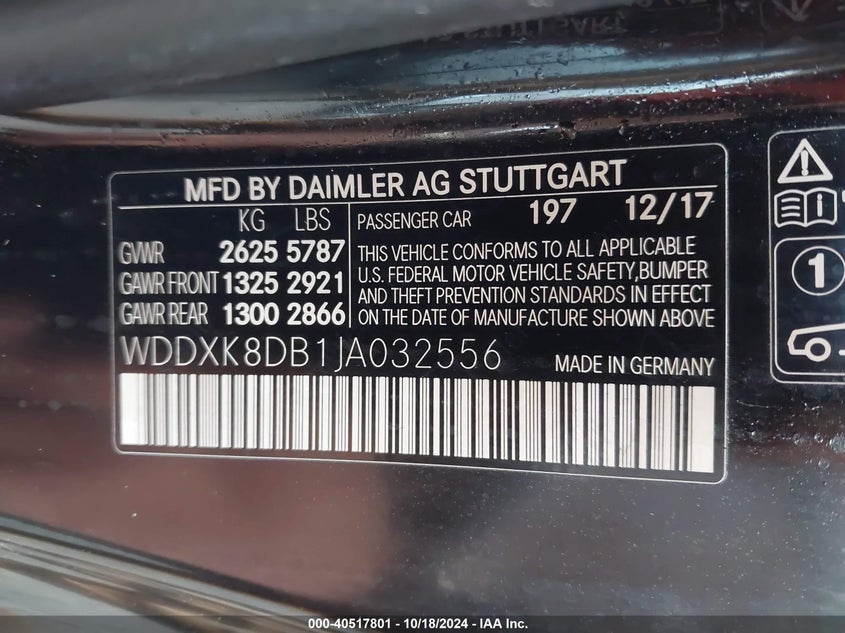 MFD BY DAIMLER AG STUTTGART
KG LBS
GVWR 2625 5787
GAWR FRONT 1325 2921
GAWR REAR 1300 2866
PASSENGER CAR 197 12/17
THIS VEHICLE CONFORMS TO ALL APPLICABLE
U.S. FEDERAL MOTOR VEHICLE SAFETY,BUMPER
AND THEFT PREVENTION STANDARDS IN EFFECT
ON THE DATE OF MANUFACTURE SHOWN ABOVE
WDDXK8DB1JA032556 MADE IN GERMANY
1
000-40517801 - 10/18/2024 - IAA Inc.